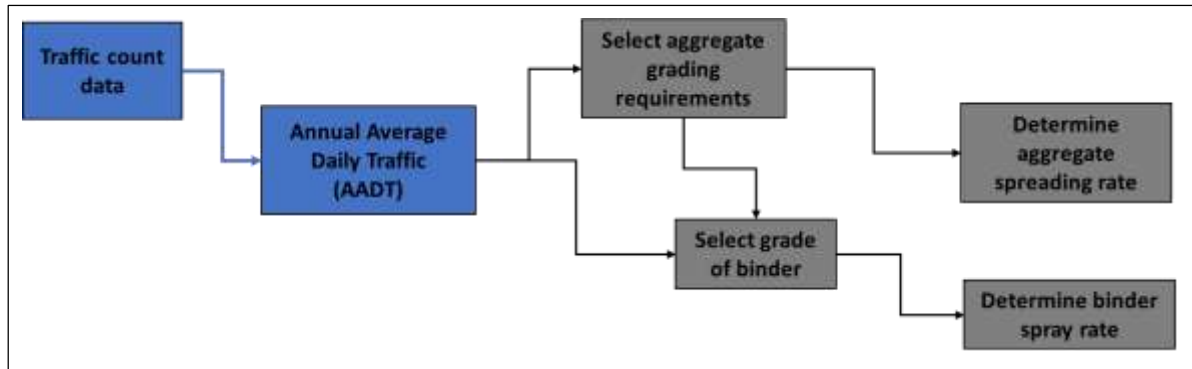 Traffic count
data
Annual Average
Daily Traffic
(AADT)
Select aggregate
grading
requirements
Select grade
of binder
Determine
aggregate
spreading rate
Determine binder
spray rate